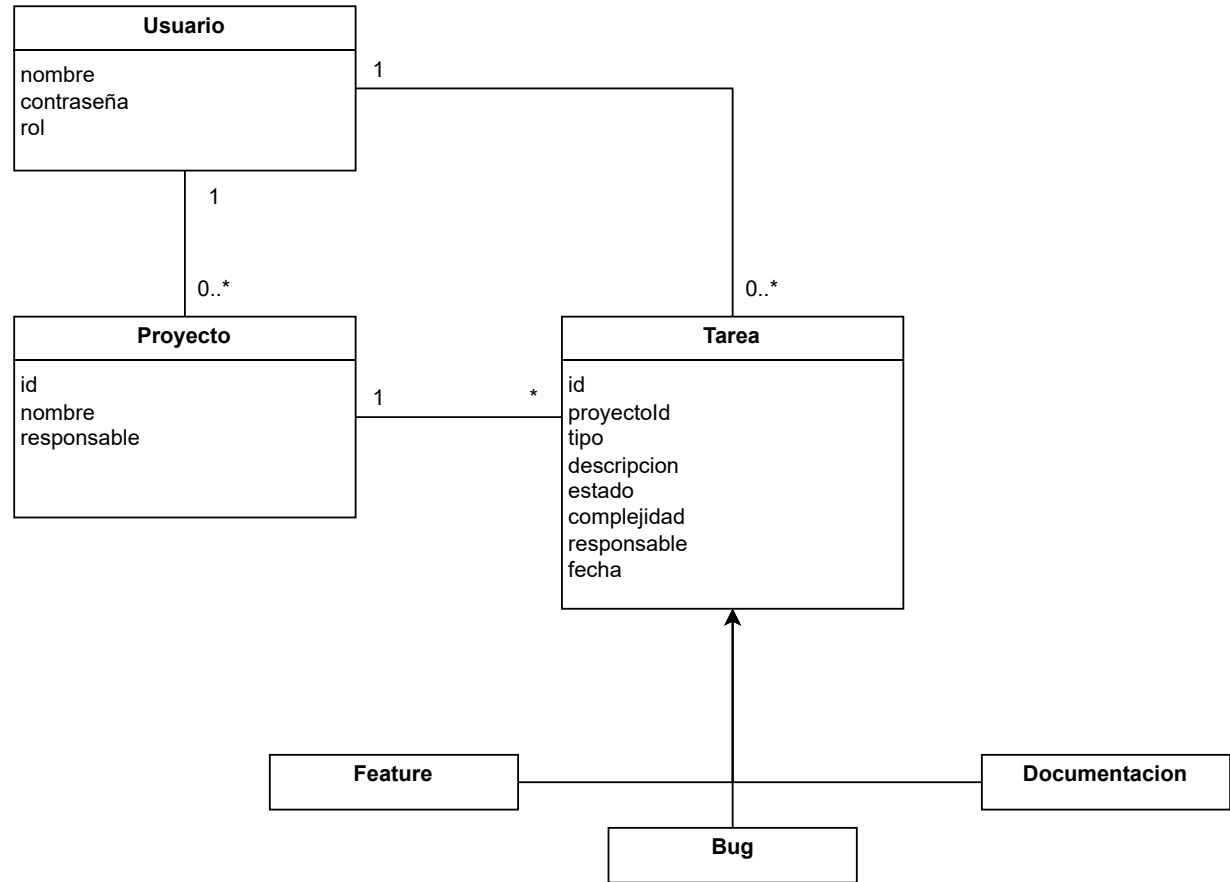 Usuario
nombre
contraseña
rol
1
1
0..*
0..*
Proyecto
id
nombre
responsable
1
*
Tarea
id
proyectoId
tipo
descripcion
estado
complejidad
responsable
fecha
Feature
Documentacion
Bug